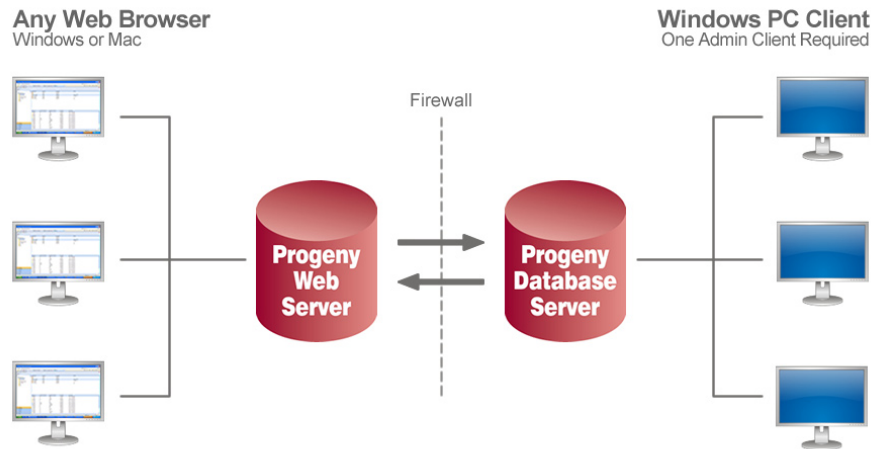 Any Web Browser
Windows or Mac
Windows PC Client
One Admin Client Required
Firewall
Progeny
Web
Server
Progeny
Database
Server